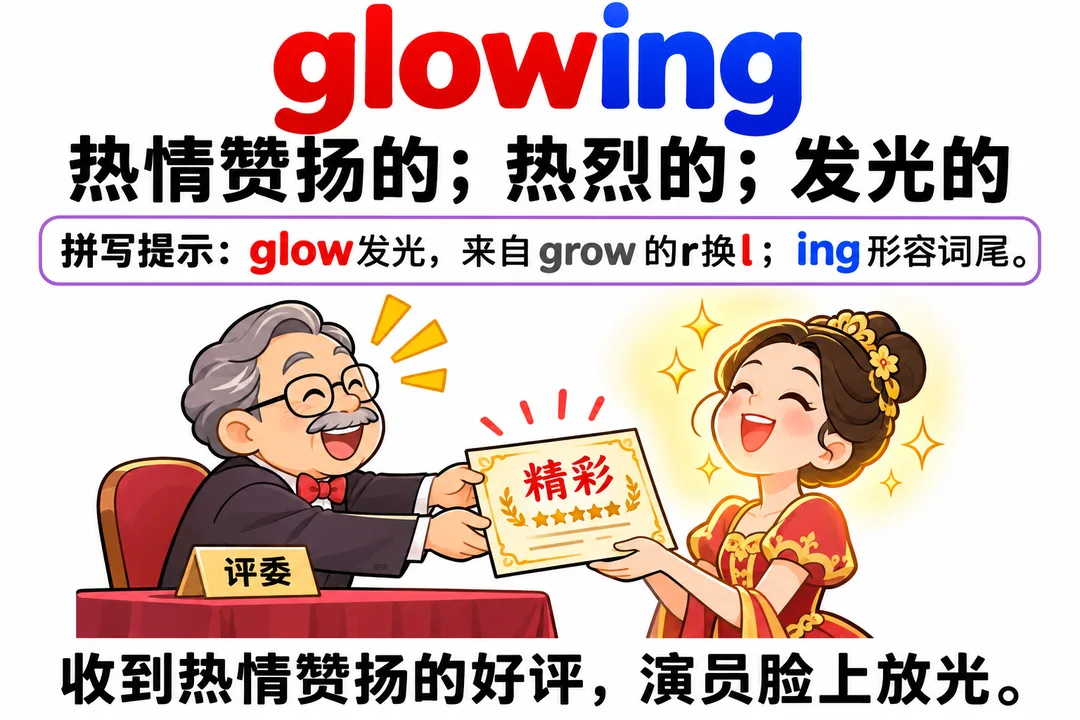 glowing
热情赞扬的；热烈的；发光的
拼写提示：glow发光，来自grow的r换l；ing形容词尾。
精彩
评委
收到热情赞扬的好评，演员脸上放光。